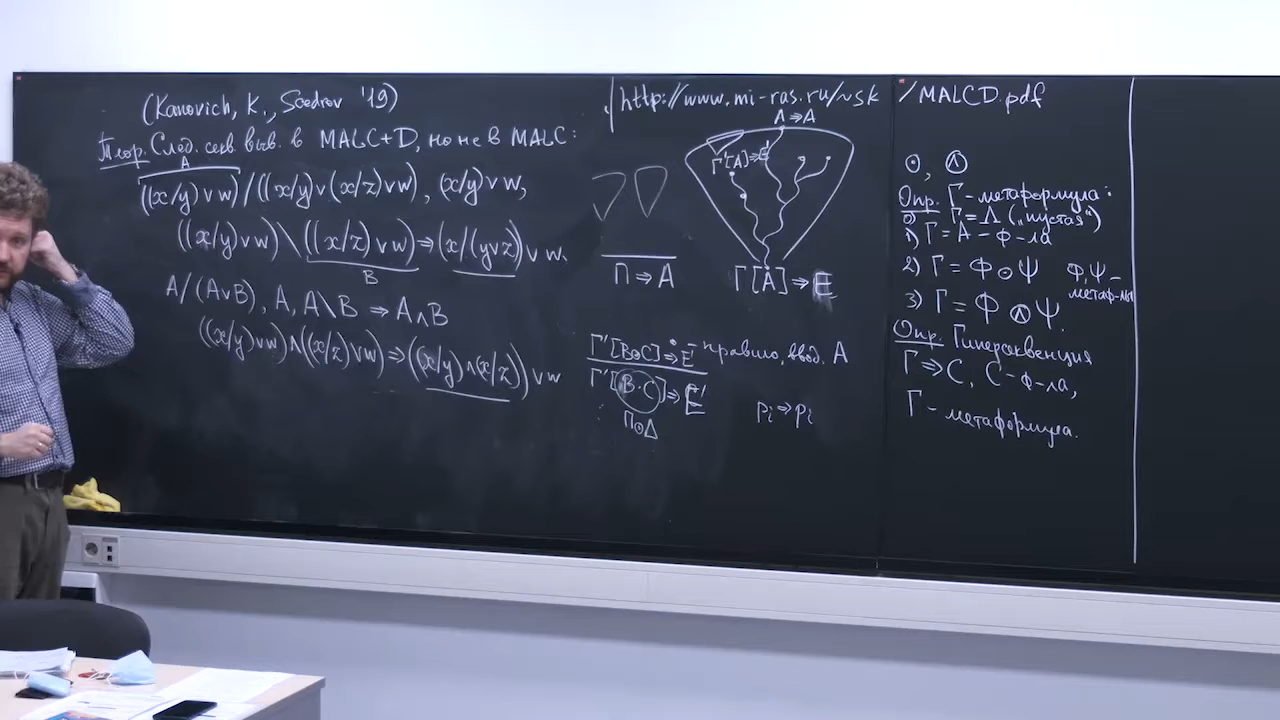 (Kanovich, K., Scedrov '19)
Теор. След. секв. выв. в MALC+D, но не в MALC:
A
((x/y)∨w)/((x/y)∨(x/z)∨w), (x/y)∨w,
((x/y)∨w)\((x/z)∨w)⇒(x/(y∨z))∨w.
B
A/(A∨B), A, A\B ⇒ A∧B
((x/y)∨w)∧((x/z)∨w)⇒((x/y)∧(x/z))∨w
http://www.mi-ras.ru/~sk/MALCD.pdf
A⇒A
Γ'[A]⇒E'
Π⇒A
Γ[A]⇒E
Γ'[B⊙C]⇒E' - правило, ввод. A
Γ'[B·C]⇒E'
Π⊙Δ
pᵢ⇒pᵢ
⊙, Ⓐ
Опр. Γ-метаформула:
0) Γ=Λ („пустая“)
1) Γ=A-ф-ла
2) Γ=Φ⊙Ψ Φ,Ψ-метаф-лы
3) Γ=Φ Ⓐ Ψ.
Опр. Гиперсеквенция
Γ⇒C, C-ф-ла,
Γ-метаформула.